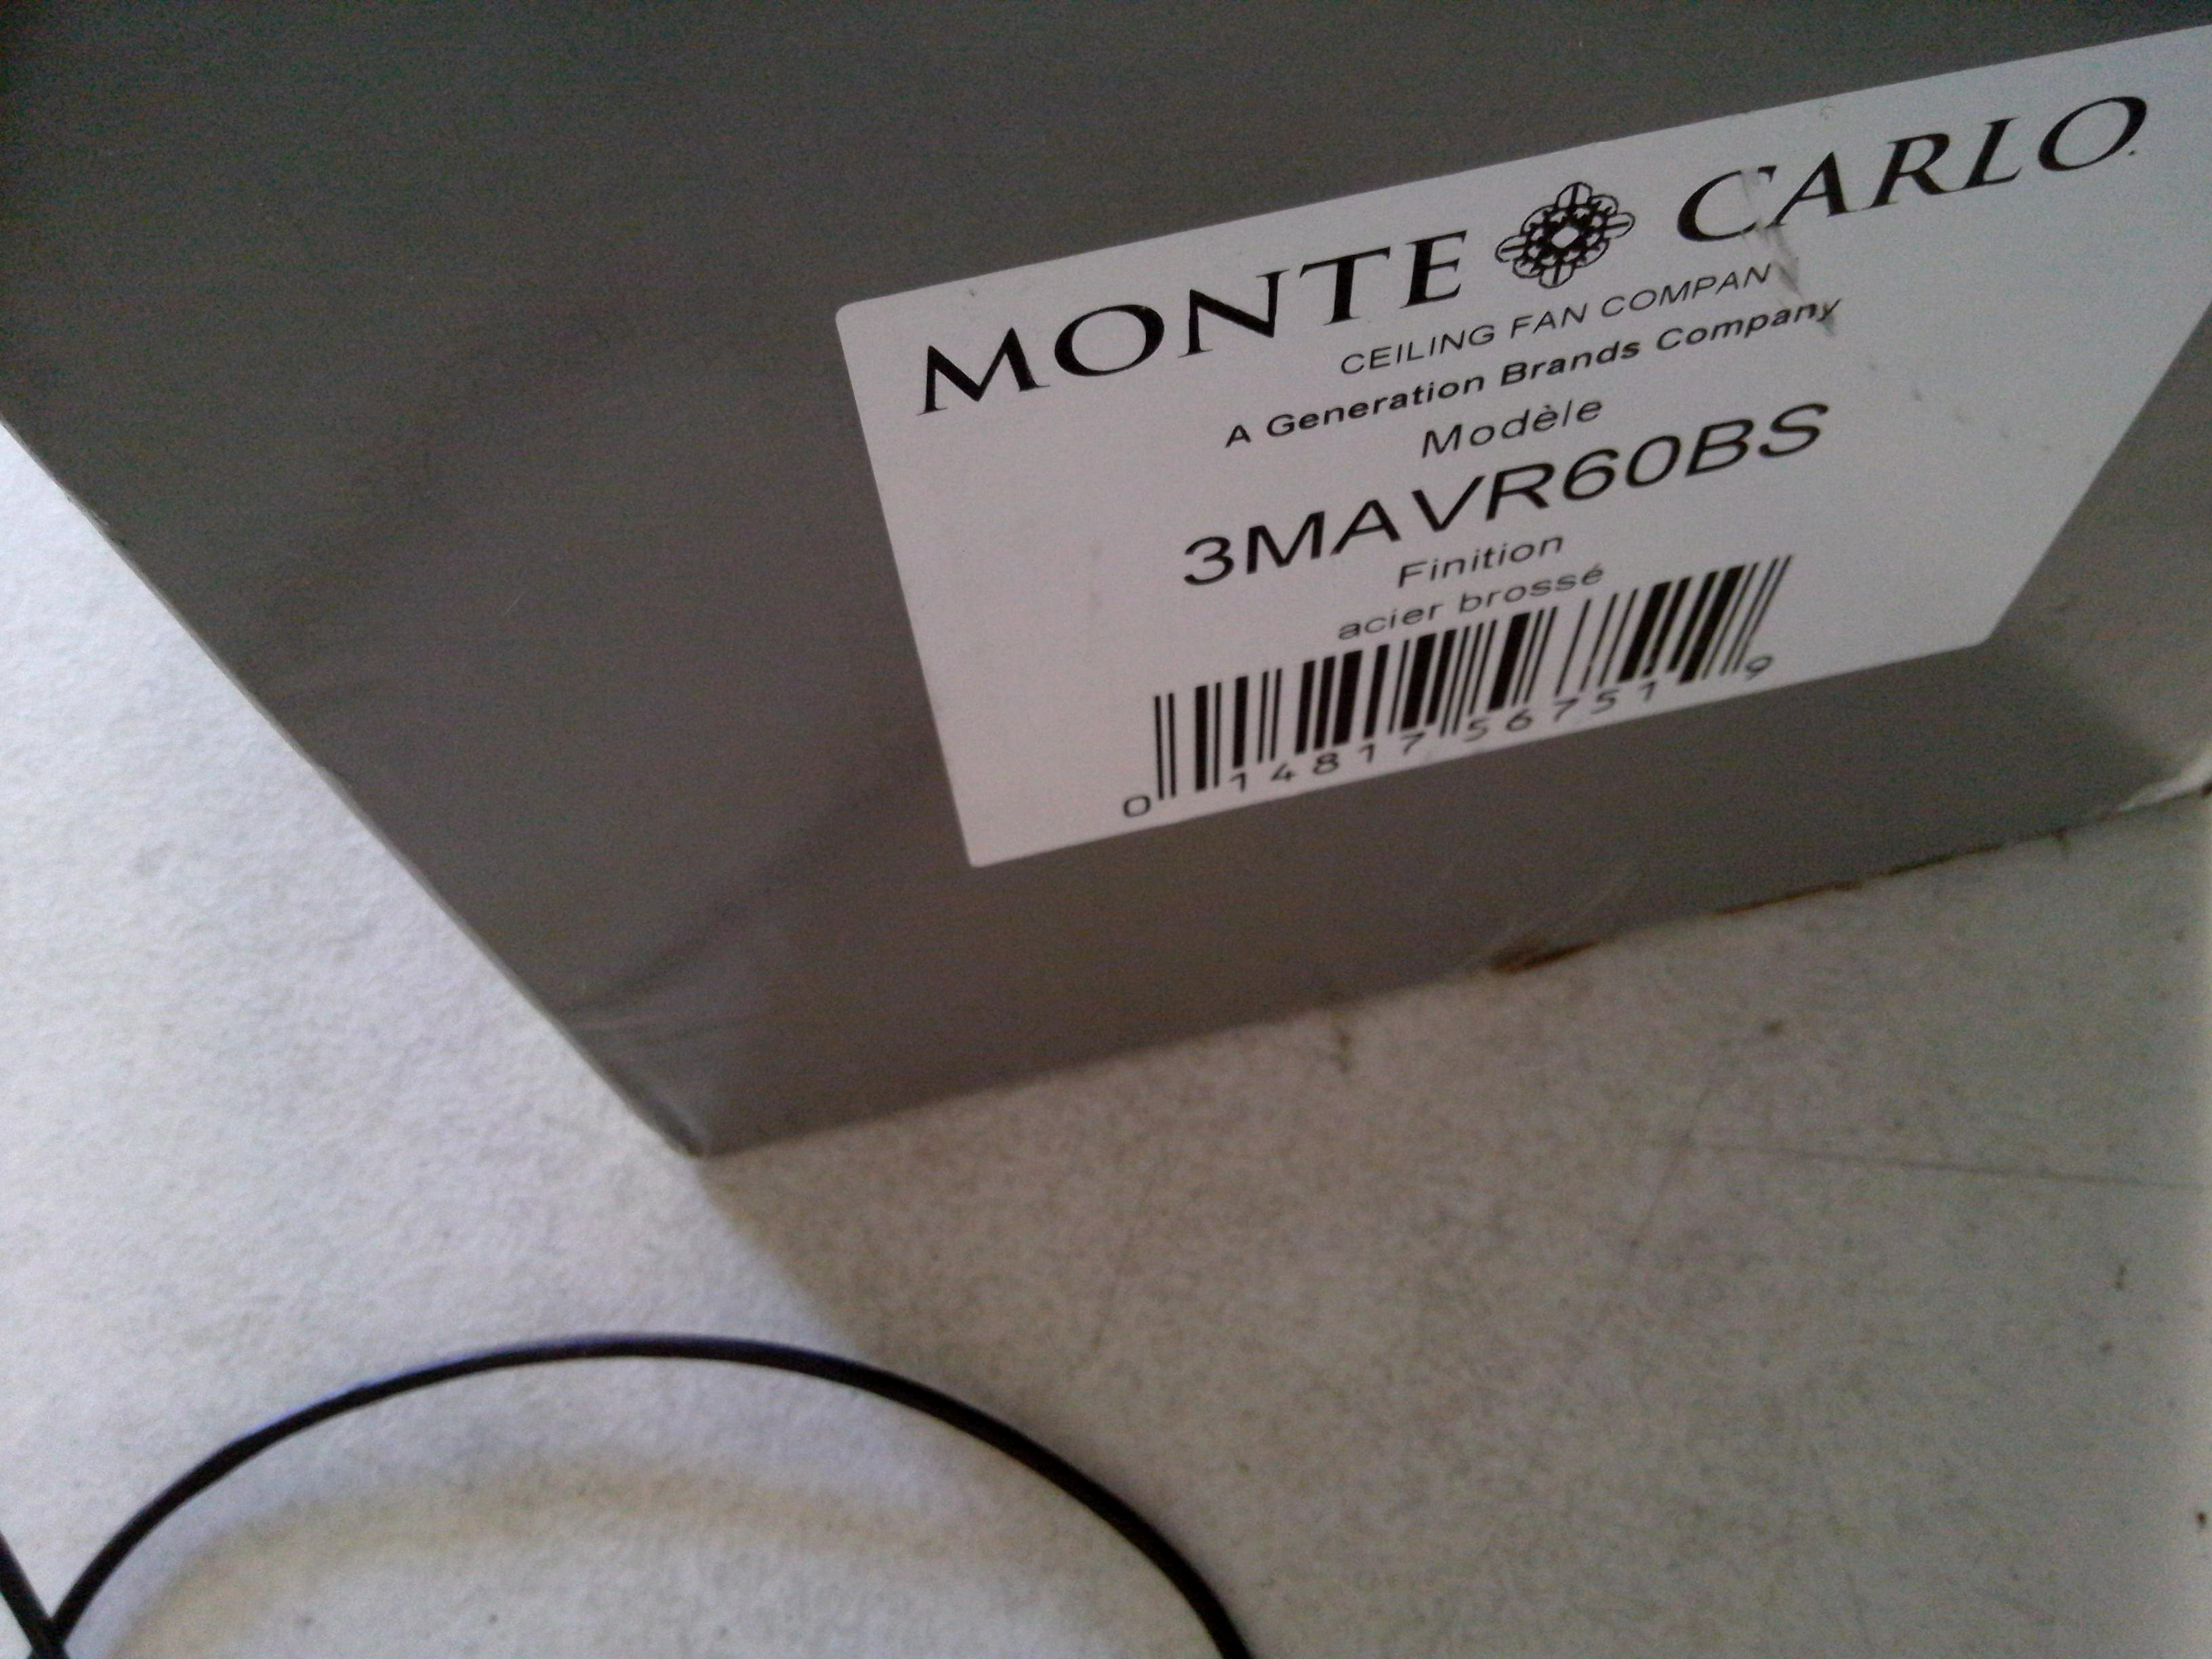 MONTE CARLO
CEILING FAN COMPAN
A Generation Brands Company
Modèle
3MAVR60BS
Finition
acier brossé
0 14817 56751 9